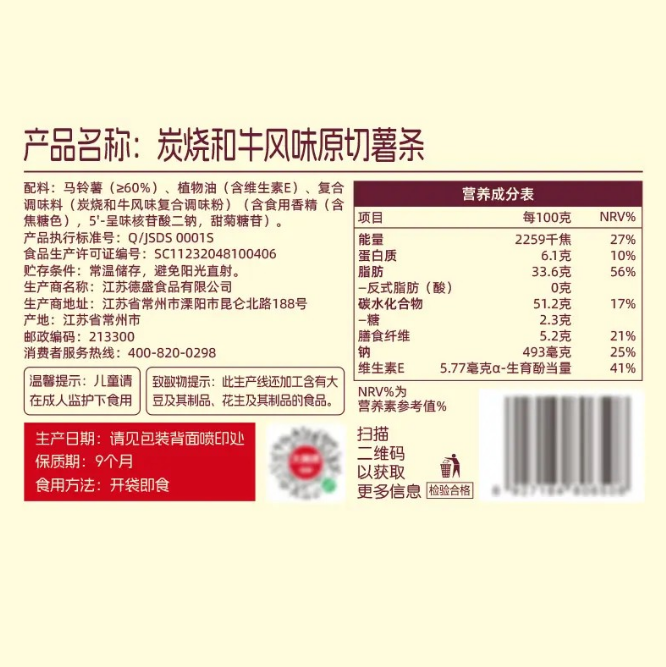 产品名称：炭烧和牛风味原切薯条
配料：马铃薯（≥60%）、植物油（含维生素E）、复合
调味料（炭烧和牛风味复合调味粉）（含食用香精（含
焦糖色），5'-呈味核苷酸二钠，甜菊糖苷）。
产品执行标准号：Q/JSDS 0001S
食品生产许可证编号：SC11232048100406
贮存条件：常温储存，避免阳光直射。
生产商名称：江苏德盛食品有限公司
生产商地址：江苏省常州市溧阳市昆仑北路188号
产地：江苏省常州市
邮政编码：213300
消费者服务热线：400-820-0298
温馨提示：儿童请
在成人监护下食用
致敏物提示：此生产线还加工含有大
豆及其制品、花生及其制品的食品。
生产日期：请见包装背面喷印处
保质期：9个月
食用方法：开袋即食
营养成分表
项目 每100克 NRV%
能量 2259千焦 27%
蛋白质 6.1克 10%
脂肪 33.6克 56%
–反式脂肪（酸） 0克
碳水化合物 51.2克 17%
–糖 2.3克
膳食纤维 5.2克 21%
钠 493毫克 25%
维生素E 5.77毫克α-生育酚当量 41%
NRV%为
营养素参考值%
扫描
二维码
以获取
更多信息
检验合格